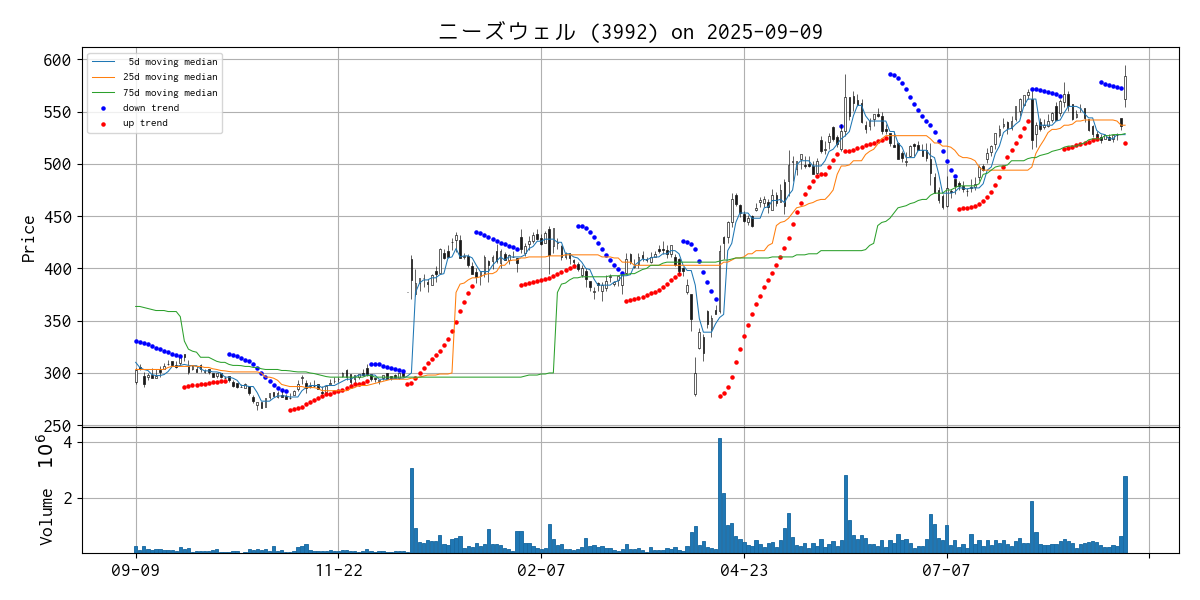 ニーズウェル (3992) on 2025-09-09
600
550
500
450
400
350
300
250
Price
5d moving median
25d moving median
75d moving median
down trend
up trend
4
2
Volume 10^6
09-09
11-22
02-07
04-23
07-07